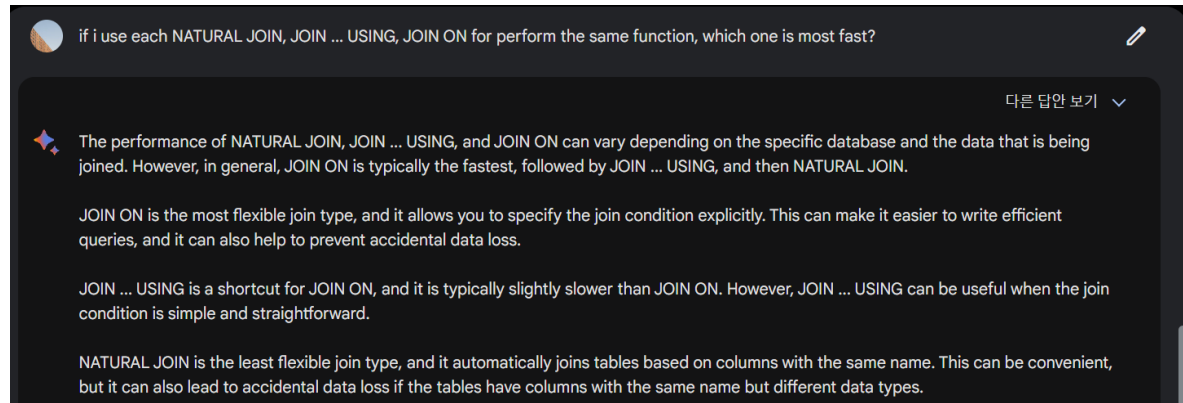 if i use each NATURAL JOIN, JOIN ... USING, JOIN ON for perform the same function, which one is most fast?
다른 답안 보기
The performance of NATURAL JOIN, JOIN ... USING, and JOIN ON can vary depending on the specific database and the data that is being
joined. However, in general, JOIN ON is typically the fastest, followed by JOIN ... USING, and then NATURAL JOIN.
JOIN ON is the most flexible join type, and it allows you to specify the join condition explicitly. This can make it easier to write efficient
queries, and it can also help to prevent accidental data loss.
JOIN ... USING is a shortcut for JOIN ON, and it is typically slightly slower than JOIN ON. However, JOIN ... USING can be useful when the join
condition is simple and straightforward.
NATURAL JOIN is the least flexible join type, and it automatically joins tables based on columns with the same name. This can be convenient,
but it can also lead to accidental data loss if the tables have columns with the same name but different data types.